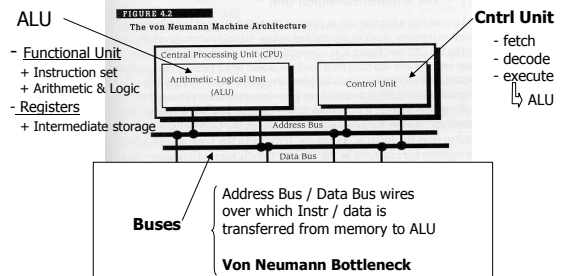 ALU
- Functional Unit
+ Instruction set
+ Arithmetic & Logic
- Registers
+ Intermediate storage
FIGURE 4.2
The von Neumann Machine Architecture
Central Processing Unit (CPU)
Arithmetic-Logical Unit
(ALU)
Control Unit
Address Bus
Data Bus
Cntrl Unit
- fetch
- decode
- execute
ALU
Buses
Address Bus / Data Bus wires
over which Instr / data is
transferred from memory to ALU
Von Neumann Bottleneck